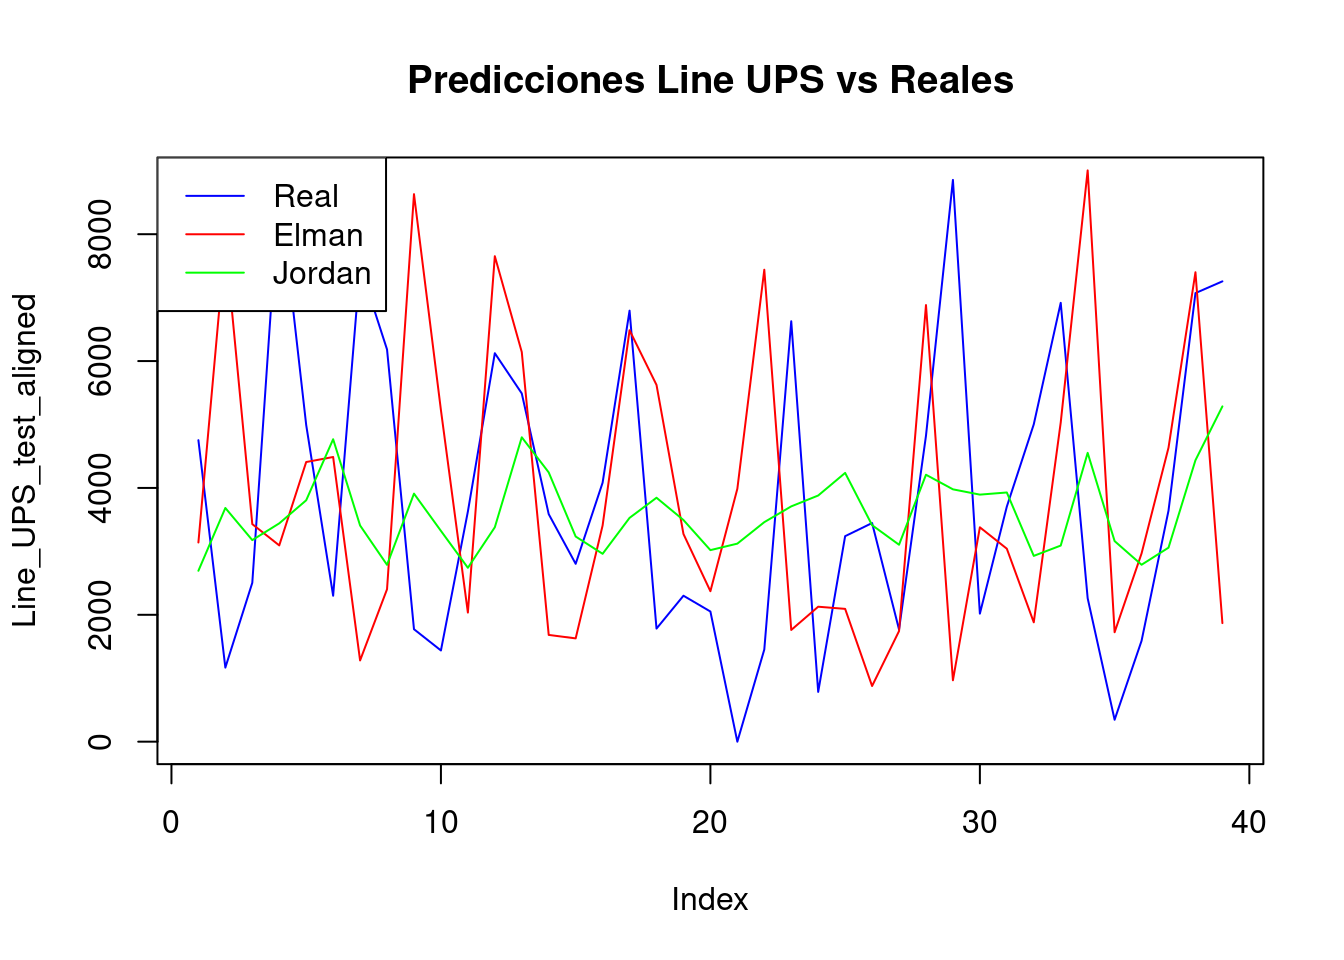 Predicciones Line UPS vs Reales
Real
Elman
Jordan
Line_UPS_test_aligned
8000
6000
4000
2000
0
0 10 20 30 40
Index